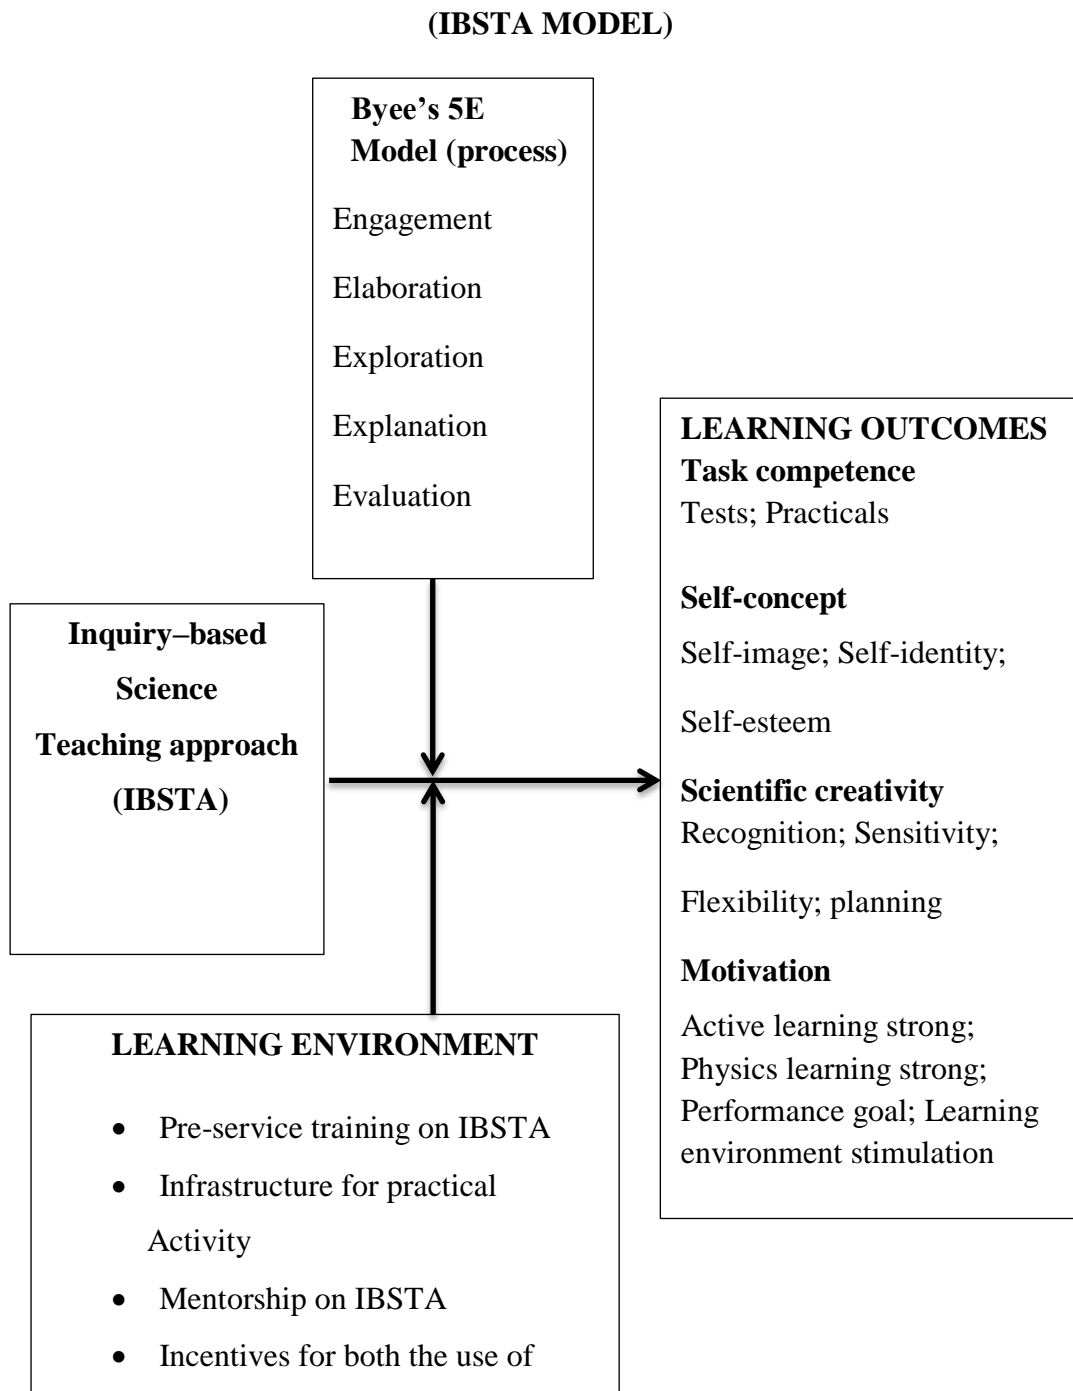 (IBSTA MODEL)
Byee’s 5E
Model (process)
Engagement
Elaboration
Exploration
Explanation
Evaluation
Inquiry–based
Science
Teaching approach
(IBSTA)
LEARNING OUTCOMES
Task competence
Tests; Practicals
Self-concept
Self-image; Self-identity;
Self-esteem
Scientific creativity
Recognition; Sensitivity;
Flexibility; planning
Motivation
Active learning strong;
Physics learning strong;
Performance goal; Learning
environment stimulation
LEARNING ENVIRONMENT
• Pre-service training on IBSTA
• Infrastructure for practical
Activity
• Mentorship on IBSTA
• Incentives for both the use of